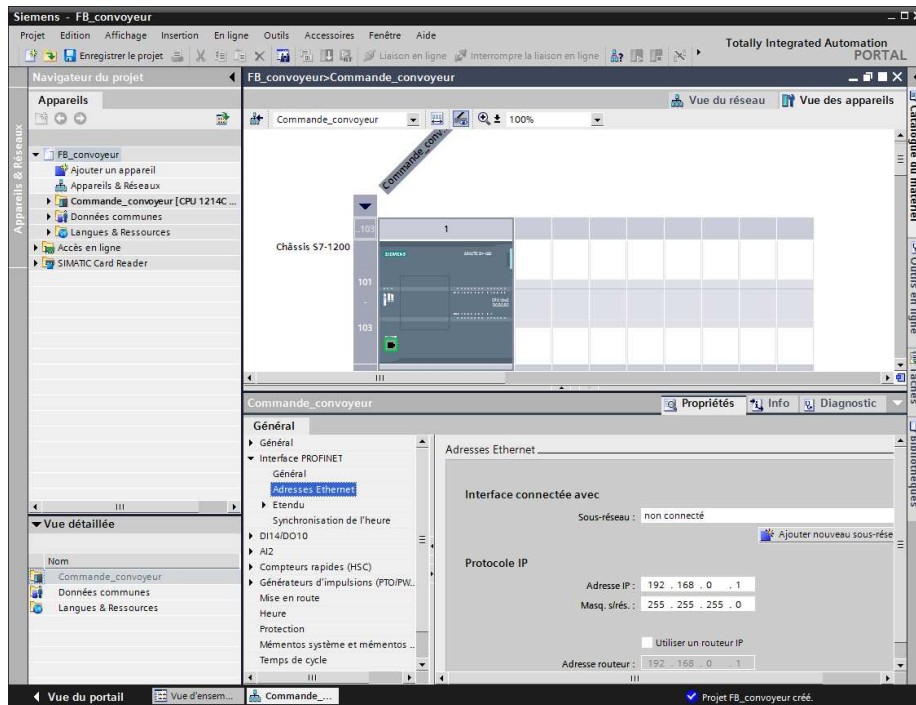 Siemens - FB_convoyeur
Projet Edition Affichage Insertion En ligne Outils Accessoires Fenêtre Aide
Totally Integrated Automation
PORTAL
Enregistrer le projet
Liaison en ligne
Interrompre la liaison en ligne
Navigateur du projet
FB_convoyeur>Commande_convoyeur
Appareils
Vue du réseau
Vue des appareils
Commande_convoyeur
100%
FB_convoyeur
Ajouter un appareil
Appareils & Réseaux
Commande_convoyeur [CPU 1214C ...
Données communes
Langues & Ressources
Accès en ligne
SIMATIC Card Reader
Appareils & Réseaux
Commande_conv...
..103
1
Châssis S7-1200
SIEMENS
101
-
103
Catalogue du matériel
Outils en ligne
Tâches
Bibliothèques
Commande_convoyeur
Propriétés
Info
Diagnostic
Général
Général
Interface PROFINET
Général
Adresses Ethernet
Etendu
Synchronisation de l'heure
DI14/DO10
AI2
Compteurs rapides (HSC)
Générateurs d'impulsions (PTO/PW..
Mise en route
Heure
Protection
Mémentos système et mémentos ..
Temps de cycle
Adresses Ethernet
Interface connectée avec
Sous-réseau : non connecté
Ajouter nouveau sous-rése
Protocole IP
Adresse IP : 192 . 168 . 0 . 1
Masq. s/rés. : 255 . 255 . 255 . 0
Utiliser un routeur IP
Adresse routeur : 192 . 168 . 0 . 1
Vue détaillée
Nom
Commande_convoyeur
Données communes
Langues & Ressources
Vue du portail
Vue d'ensem...
Commande_...
Projet FB_convoyeur créé.